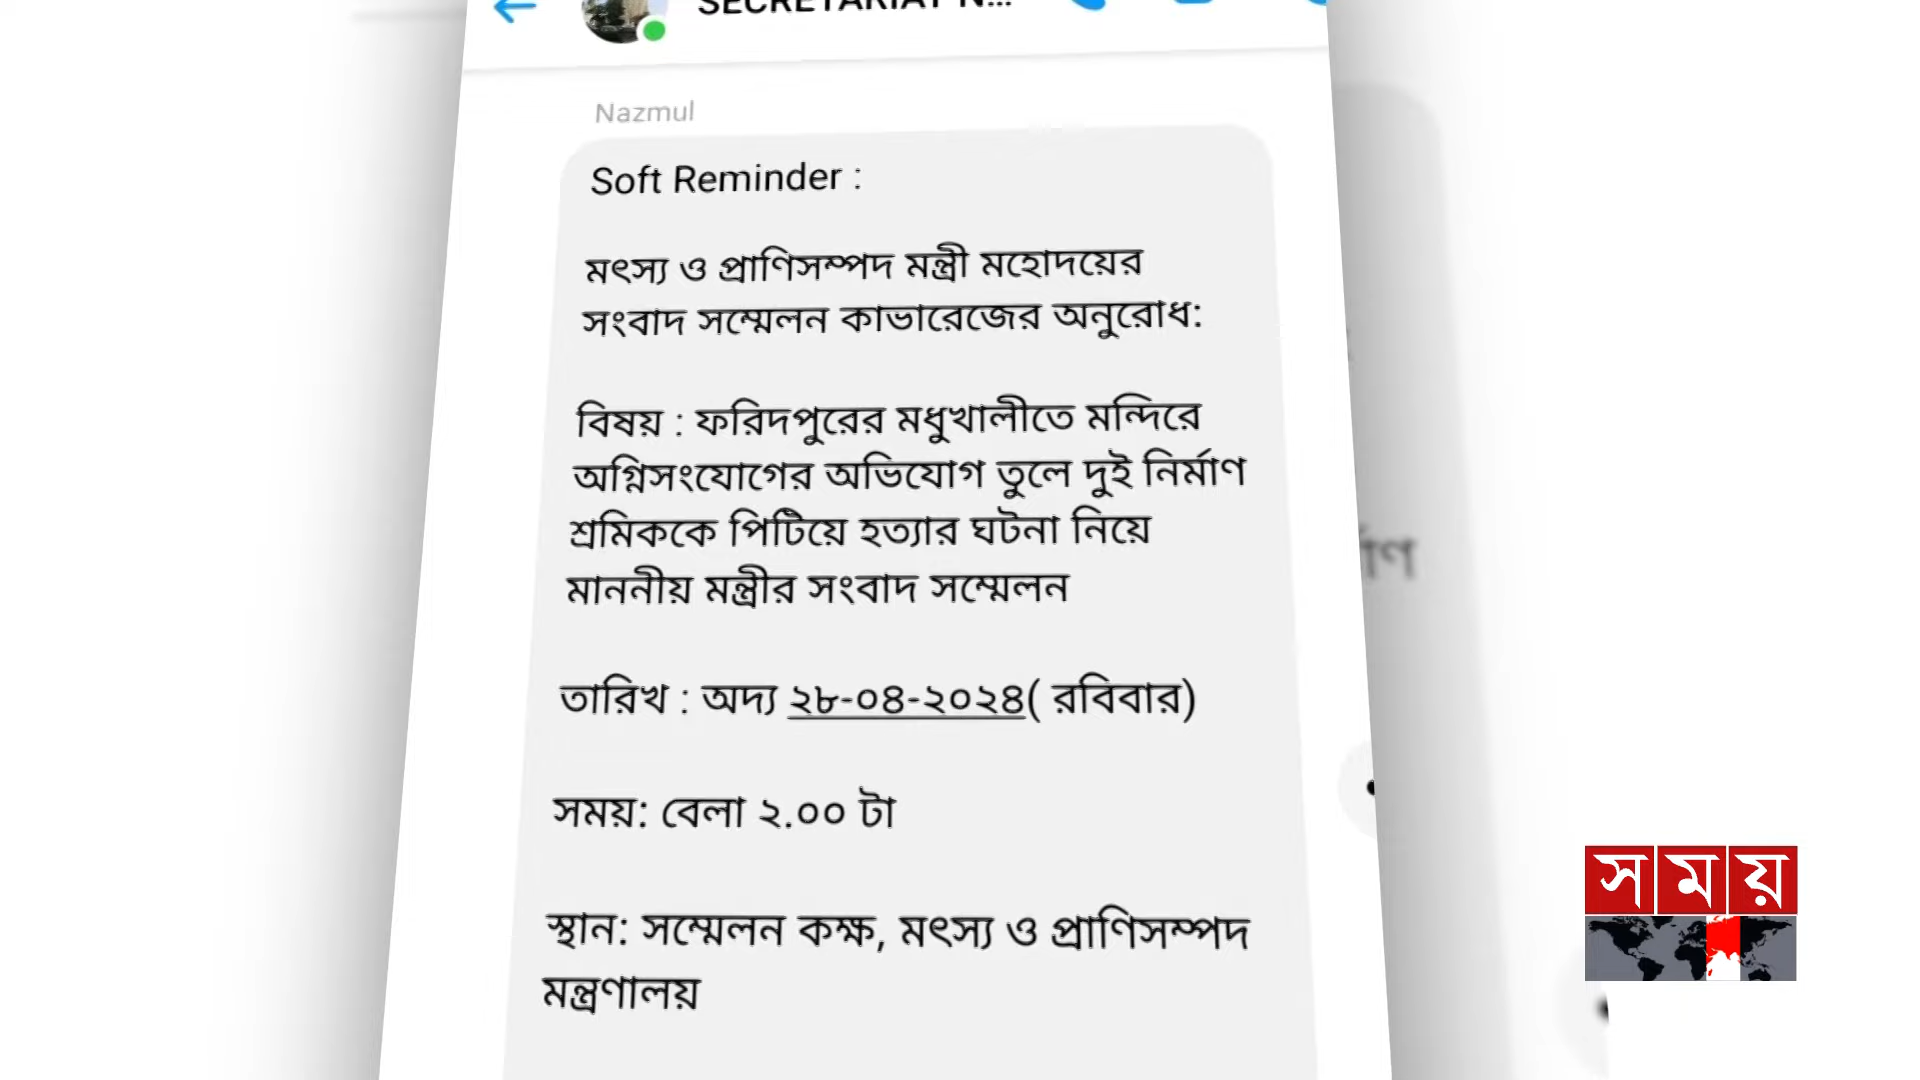 SECRETARIAT N...
Nazmul
Soft Reminder :
মৎস্য ও প্রাণিসম্পদ মন্ত্রী মহোদয়ের
সংবাদ সম্মেলন কাভারেজের অনুরোধ:
বিষয় : ফরিদপুরের মধুখালীতে মন্দিরে
অগ্নিসংযোগের অভিযোগ তুলে দুই নির্মাণ
শ্রমিককে পিটিয়ে হত্যার ঘটনা নিয়ে
মাননীয় মন্ত্রীর সংবাদ সম্মেলন
তারিখ : অদ্য ২৮-০৪-২০২৪( রবিবার)
সময়: বেলা ২.০০ টা
স্থান: সম্মেলন কক্ষ, মৎস্য ও প্রাণিসম্পদ
মন্ত্রণালয়
সময়